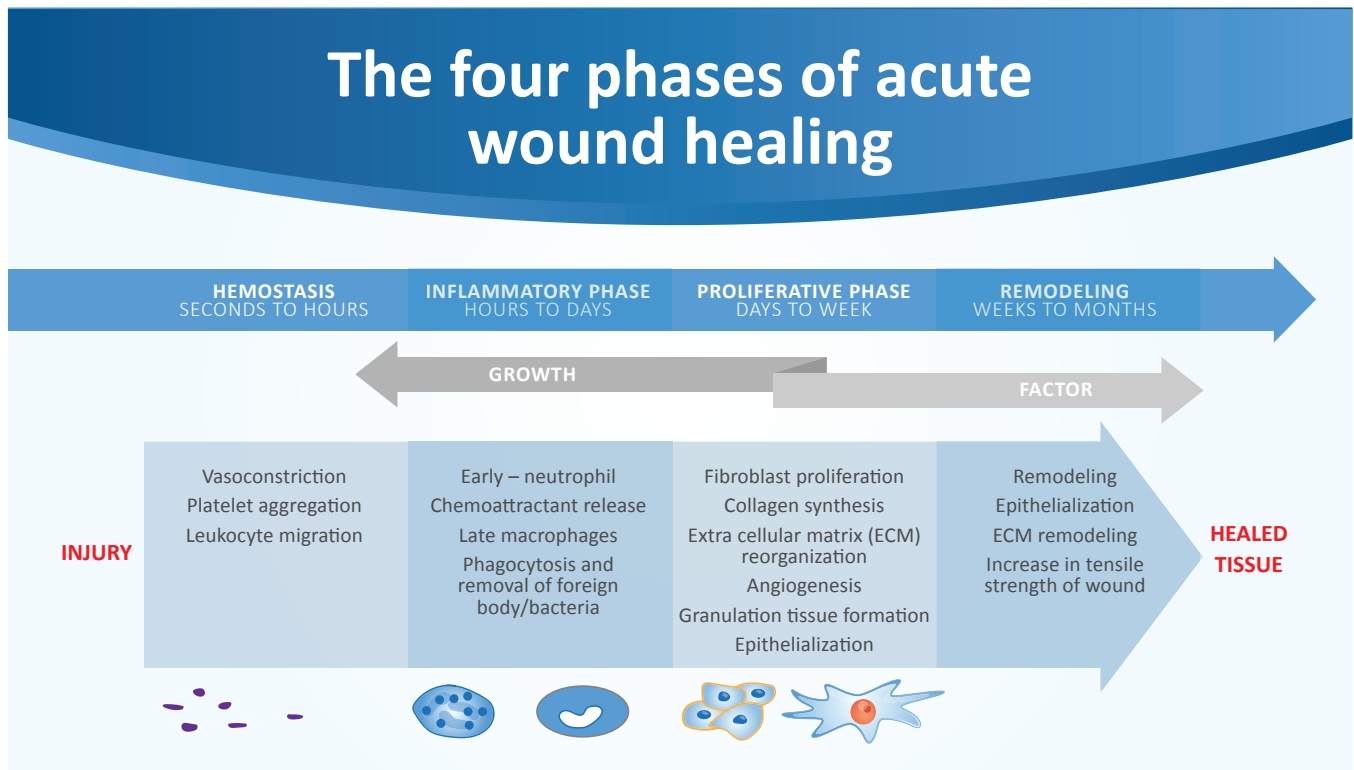 The four phases of acute
wound healing
HEMOSTASIS
SECONDS TO HOURS
INFLAMMATORY PHASE
HOURS TO DAYS
PROLIFERATIVE PHASE
DAYS TO WEEK
REMODELING
WEEKS TO MONTHS
GROWTH
FACTOR
INJURY
Vasoconstriction
Platelet aggregation
Leukocyte migration
Early – neutrophil
Chemoattractant release
Late macrophages
Phagocytosis and
removal of foreign
body/bacteria
Fibroblast proliferation
Collagen synthesis
Extra cellular matrix (ECM)
reorganization
Angiogenesis
Granulation tissue formation
Epithelialization
Remodeling
Epithelialization
ECM remodeling
Increase in tensile
strength of wound
HEALED
TISSUE